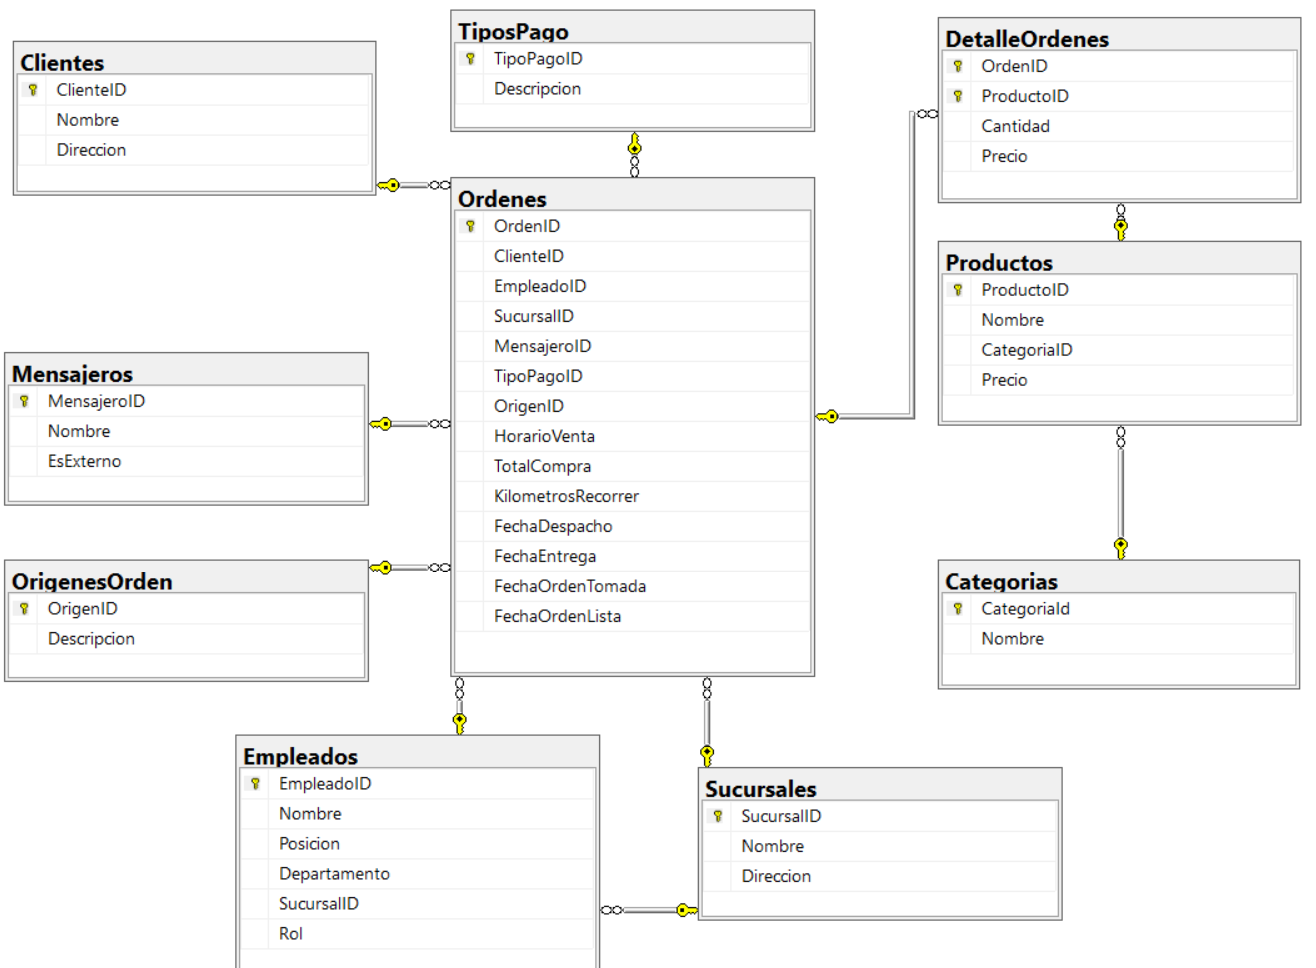 Clientes
ClienteID
Nombre
Direccion
TiposPago
TipoPagoID
Descripcion
DetalleOrdenes
OrdenID
ProductoID
Cantidad
Precio
Ordenes
OrdenID
ClienteID
EmpleadoID
SucursalID
MensajeroID
TipoPagoID
OrigenID
HorarioVenta
TotalCompra
KilometrosRecorrer
FechaDespacho
FechaEntrega
FechaOrdenTomada
FechaOrdenLista
Productos
ProductoID
Nombre
CategoriaID
Precio
Mensajeros
MensajeroID
Nombre
EsExterno
OrigenesOrden
OrigenID
Descripcion
Categorias
CategoriaId
Nombre
Empleados
EmpleadoID
Nombre
Posicion
Departamento
SucursalID
Rol
Sucursales
SucursalID
Nombre
Direccion